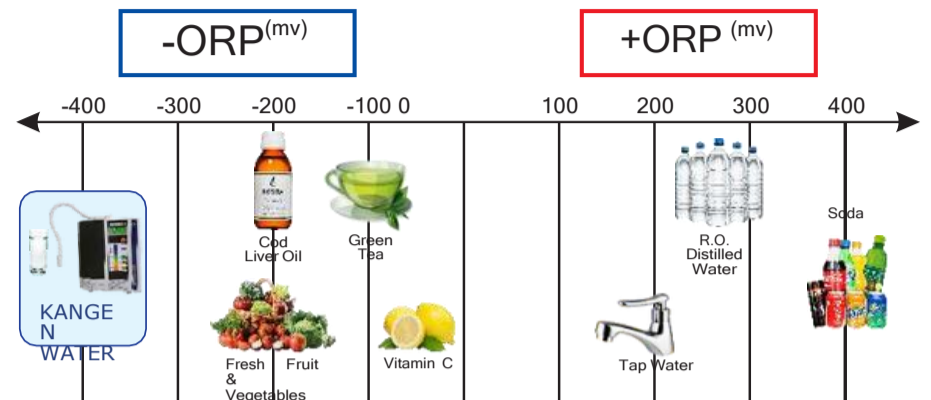 -ORP(mv)
+ORP (mv)
-400 -300 -200 -100 0 100 200 300 400
Cod
Liver Oil
Green
Tea
R.O.
Distilled
Water
Soda
KANGE
N
WATER
Fresh Fruit
&
Vegetables
Vitamin C
Tap Water